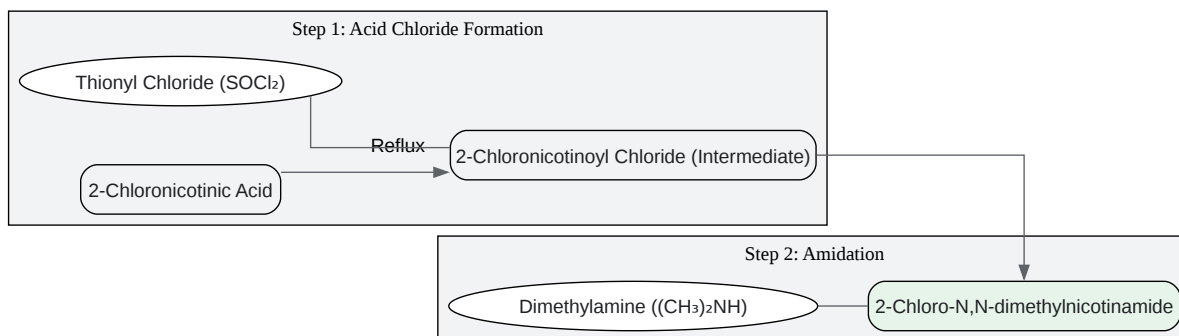 Step 1: Acid Chloride Formation
Thionyl Chloride (SOCl₂)
Reflux
2-Chloronicotinoyl Chloride (Intermediate)
2-Chloronicotinic Acid
Step 2: Amidation
Dimethylamine ((CH₃)₂NH)
2-Chloro-N,N-dimethylnicotinamide